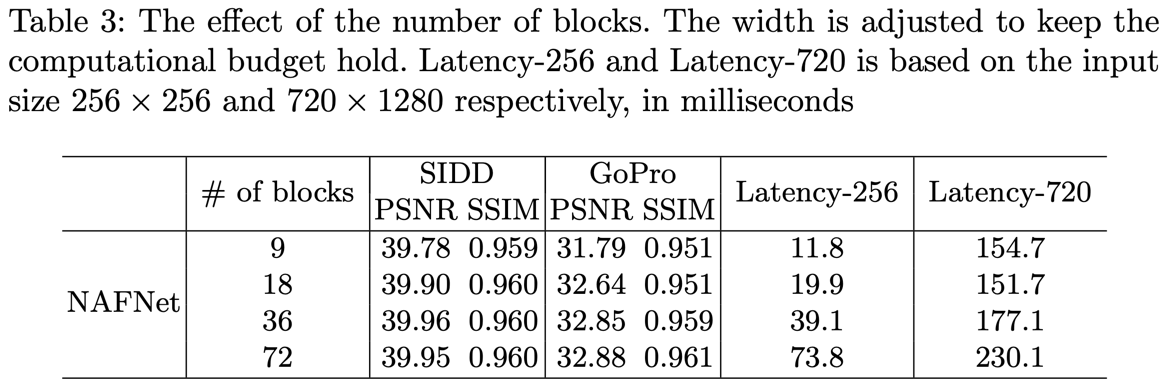 Table 3: The effect of the number of blocks. The width is adjusted to keep the
computational budget hold. Latency-256 and Latency-720 is based on the input
size 256 × 256 and 720 × 1280 respectively, in milliseconds
# of blocks SIDD GoPro Latency-256 Latency-720
PSNR SSIM PSNR SSIM
NAFNet
9 39.78 0.959 31.79 0.951 11.8 154.7
18 39.90 0.960 32.64 0.951 19.9 151.7
36 39.96 0.960 32.85 0.959 39.1 177.1
72 39.95 0.960 32.88 0.961 73.8 230.1